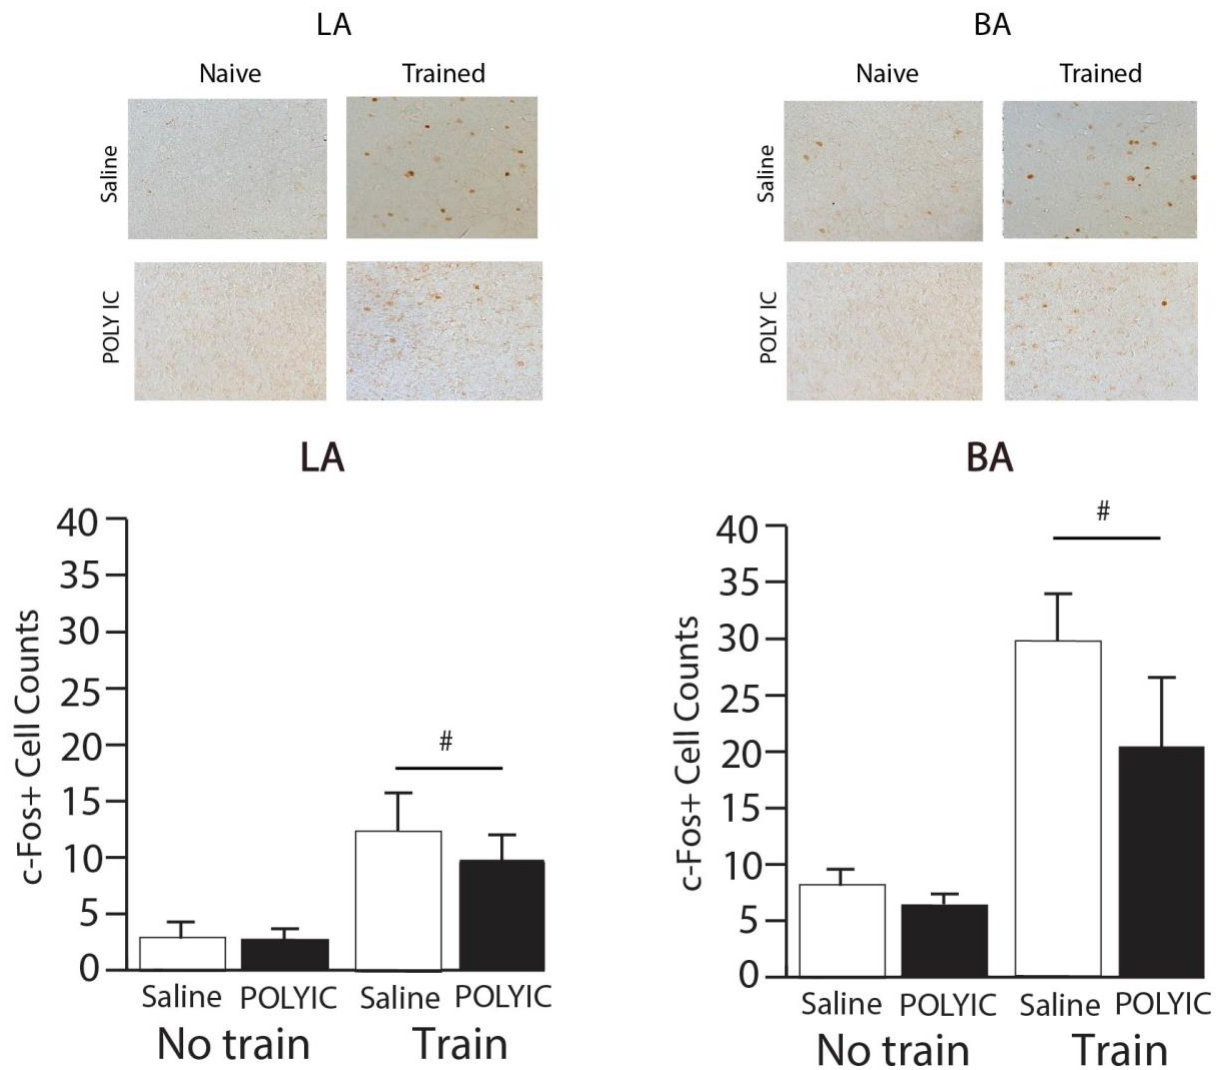 LA
Naive Trained
Saline
POLY IC
BA
Naive Trained
Saline
POLY IC
LA
c-Fos+ Cell Counts
40
35
30
25
20
15
10
5
0
#
Saline POLYIC Saline POLYIC
No train Train
BA
c-Fos+ Cell Counts
40
35
30
25
20
15
10
5
0
#
Saline POLYIC Saline POLYIC
No train Train